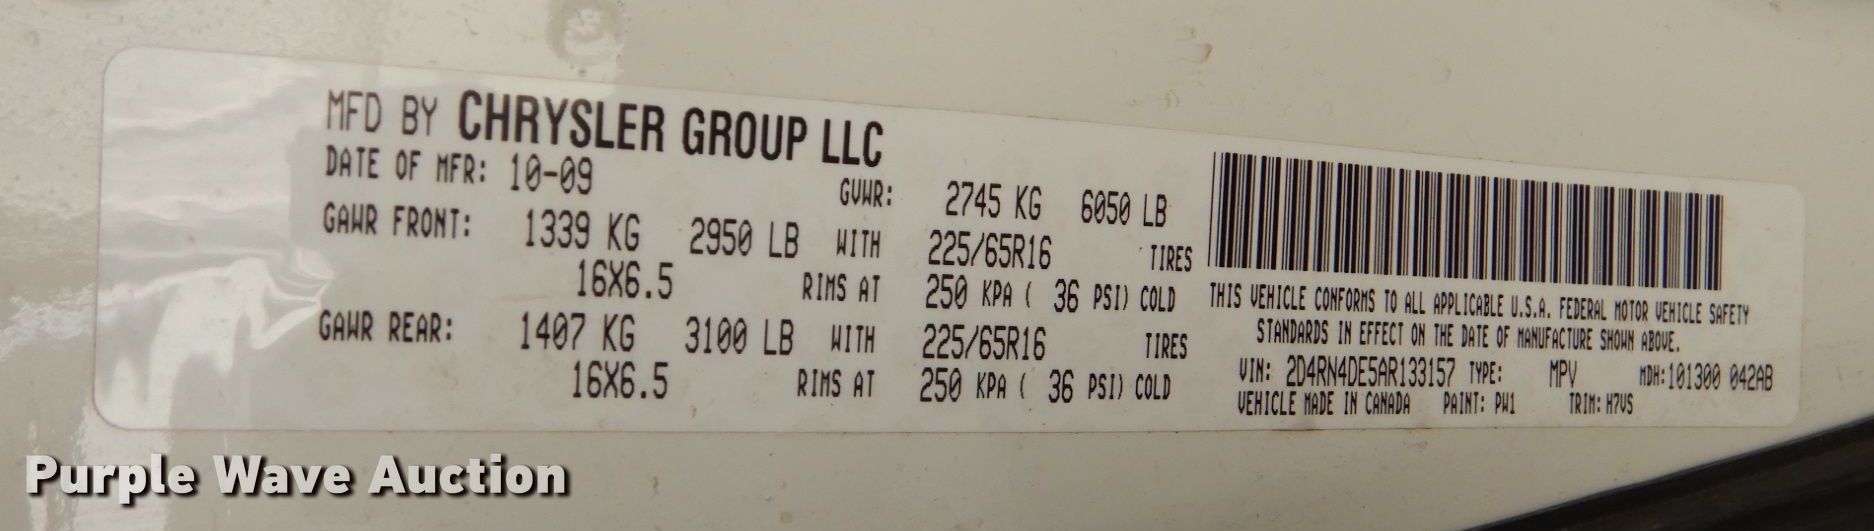 MFD BY CHRYSLER GROUP LLC
DATE OF MFR: 10-09 GVWR: 2745 KG 6050 LB
GAWR FRONT: 1339 KG 2950 LB WITH 225/65R16 TIRES
16X6.5 RIMS AT 250 KPA ( 36 PSI) COLD
GAWR REAR: 1407 KG 3100 LB WITH 225/65R16 TIRES
16X6.5 RIMS AT 250 KPA ( 36 PSI) COLD
THIS VEHICLE CONFORMS TO ALL APPLICABLE U.S.A. FEDERAL MOTOR VEHICLE SAFETY
STANDARDS IN EFFECT ON THE DATE OF MANUFACTURE SHOWN ABOVE.
VIN: 2D4RN4DE5AR133157 TYPE: MPV MDH:101300 042AB
VEHICLE MADE IN CANADA PAINT: PW1 TRIM: H7VS
Purple Wave Auction